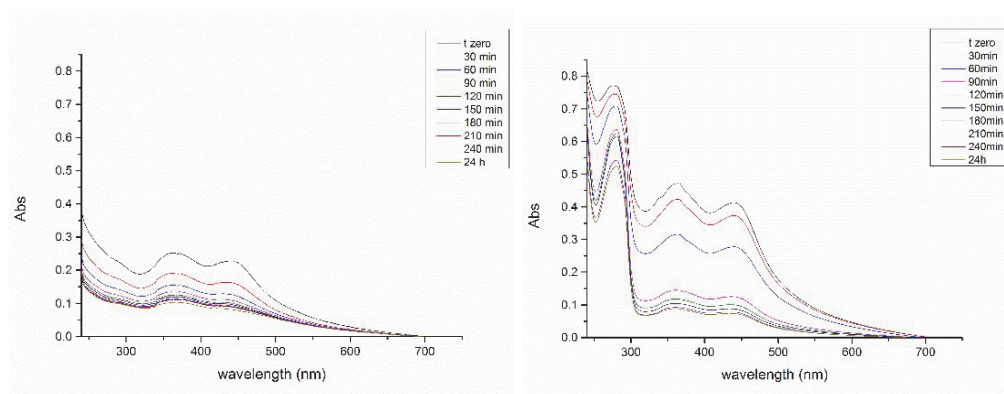 t zero
30 min
60 min
90 min
120 min
150 min
180 min
210 min
240 min
24 h
0.8
0.7
0.6
0.5
0.4
0.3
0.2
0.1
0.0
Abs
300
400
500
600
700
wavelength (nm)
t zero
30min
60min
90min
120min
150min
180min
210min
240min
24h
0.8
0.7
0.6
0.5
0.4
0.3
0.2
0.1
0.0
Abs
300
400
500
600
700
wavelength (nm)